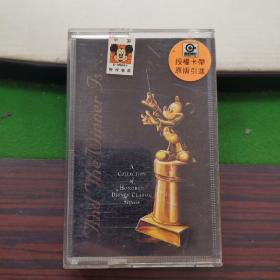 授權卡帶
原版引進
And The Winner Is
A
COLLECTION
of
HONORED
DISNEY CLASSIC
SONGS